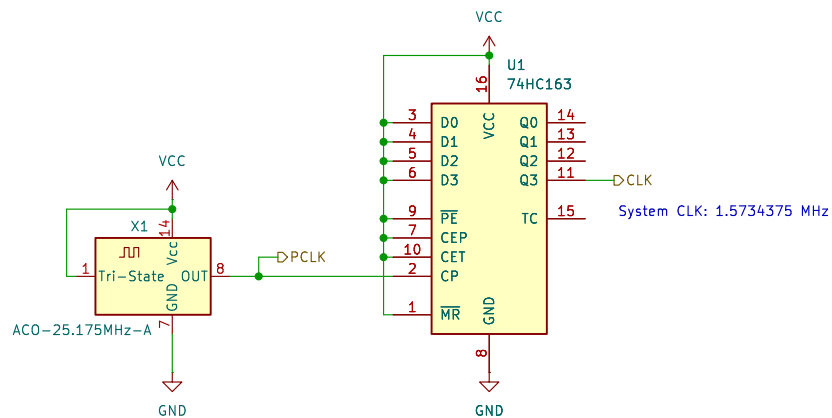 VCC
U1
74HC163
16
VCC
3 D0 Q0 14
4 D1 Q1 13
5 D2 Q2 12
6 D3 Q3 11 CLK
System CLK: 1.5734375 MHz
9 PE TC 15
7 CEP
10 CET
2 CP
1 MR
GND
8
GND
VCC
X1
14
Vcc
1 Tri-State OUT 8
PCLK
GND
7
ACO-25.175MHz-A
GND